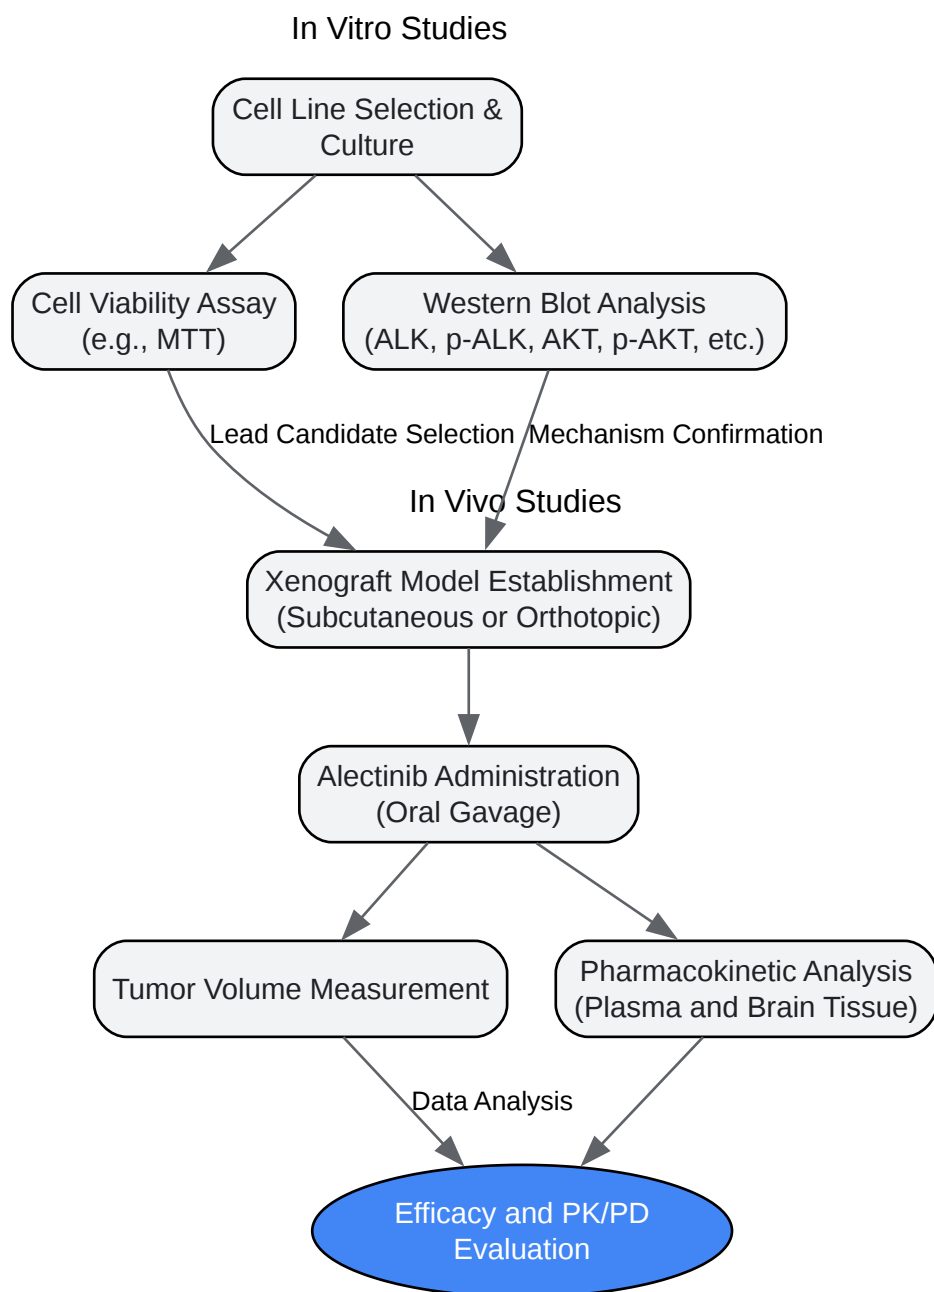 In Vitro Studies
Cell Line Selection &
Culture
Cell Viability Assay
(e.g., MTT)
Western Blot Analysis
(ALK, p-ALK, AKT, p-AKT, etc.)
Lead Candidate Selection
Mechanism Confirmation
In Vivo Studies
Xenograft Model Establishment
(Subcutaneous or Orthotopic)
Alectinib Administration
(Oral Gavage)
Tumor Volume Measurement
Pharmacokinetic Analysis
(Plasma and Brain Tissue)
Data Analysis
Efficacy and PK/PD
Evaluation